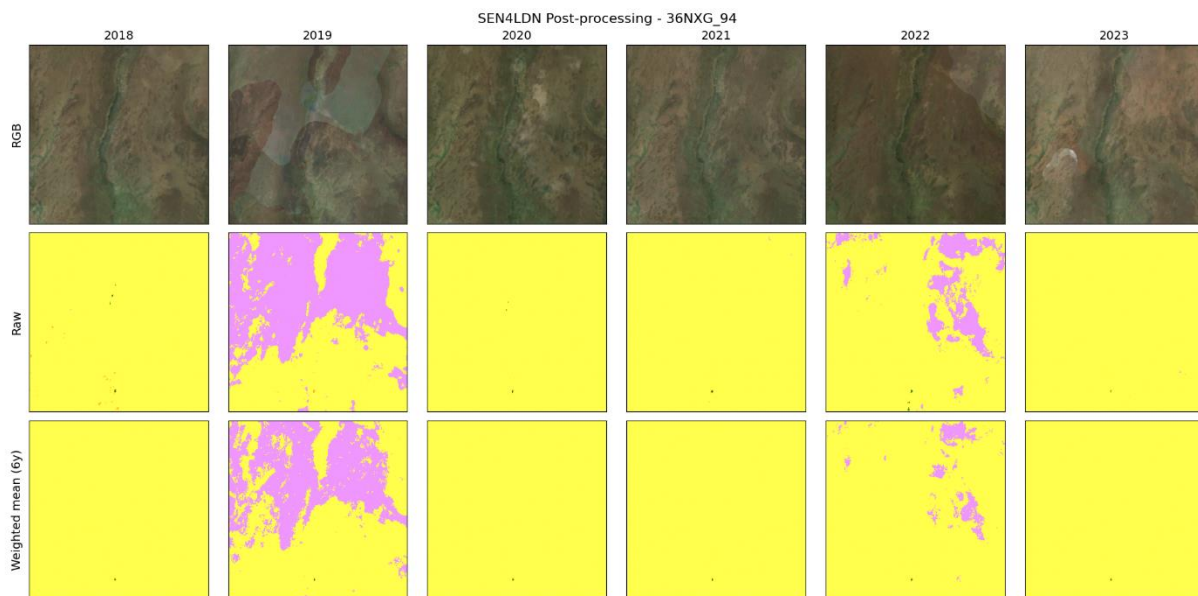 SEN4LDN Post-processing - 36NXG_94
2018 2019 2020 2021 2022 2023
RGB
Raw
Weighted mean (6y)